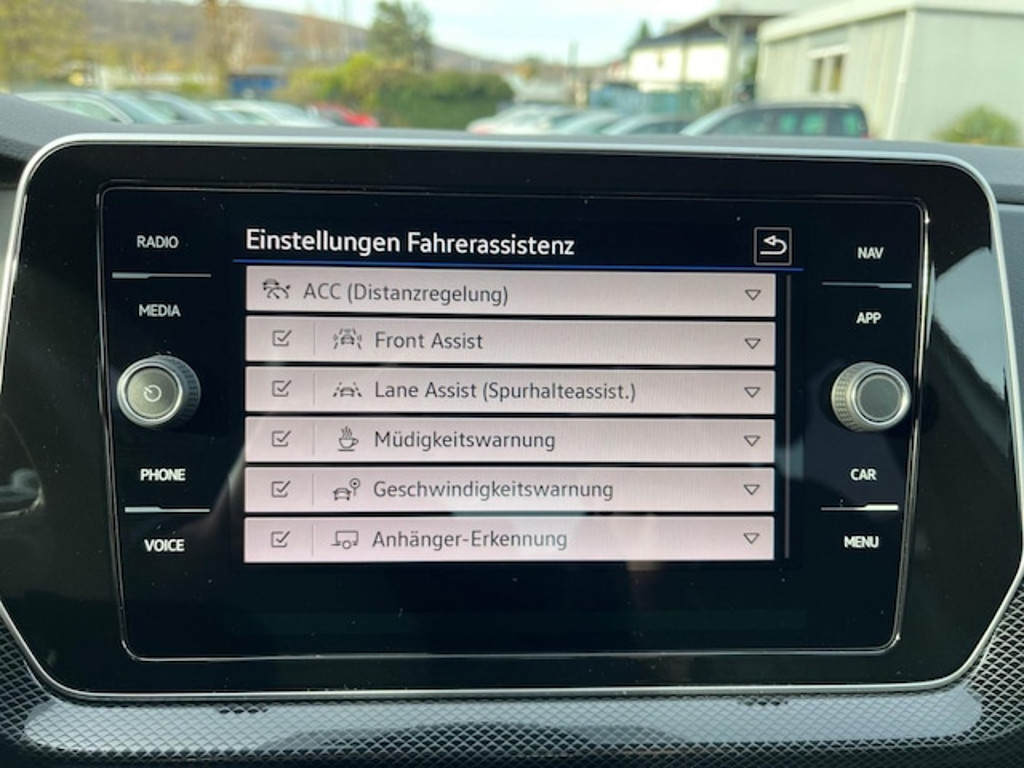 RADIO
MEDIA
PHONE
VOICE
Einstellungen Fahrerassistenz
ACC (Distanzregelung)
Front Assist
Lane Assist (Spurhalteassist.)
Müdigkeitswarnung
Geschwindigkeitswarnung
Anhänger-Erkennung
NAV
APP
CAR
MENU